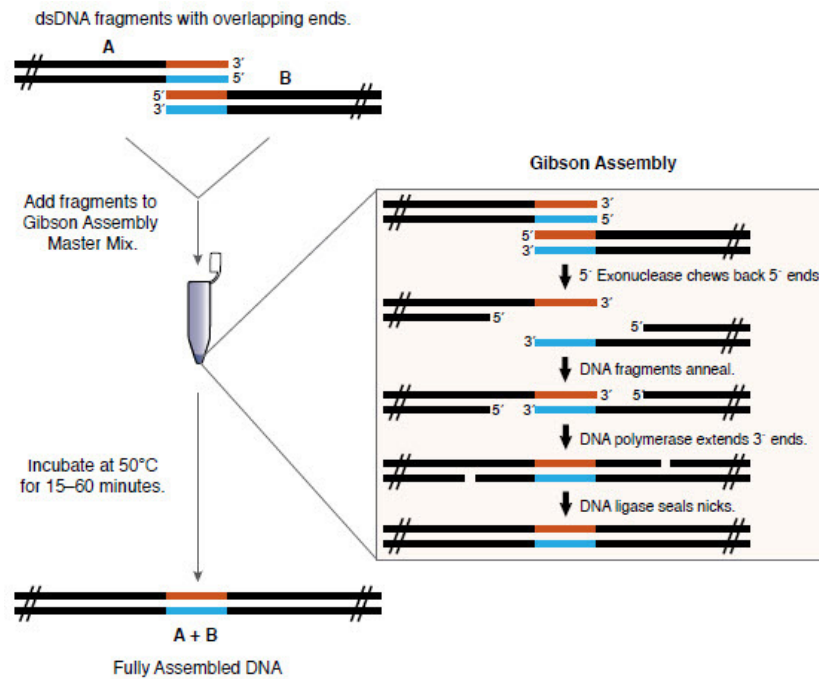 dsDNA fragments with overlapping ends.
A
3′
5′
B
5′
3′
Add fragments to
Gibson Assembly
Master Mix.
Incubate at 50°C
for 15–60 minutes.
A + B
Fully Assembled DNA
Gibson Assembly
3′
5′
5′
3′
5′ Exonuclease chews back 5′ ends
3′
5′
5′
3′
DNA fragments anneal.
3′ 5′
5′ 3′
DNA polymerase extends 3′ ends.
DNA ligase seals nicks.